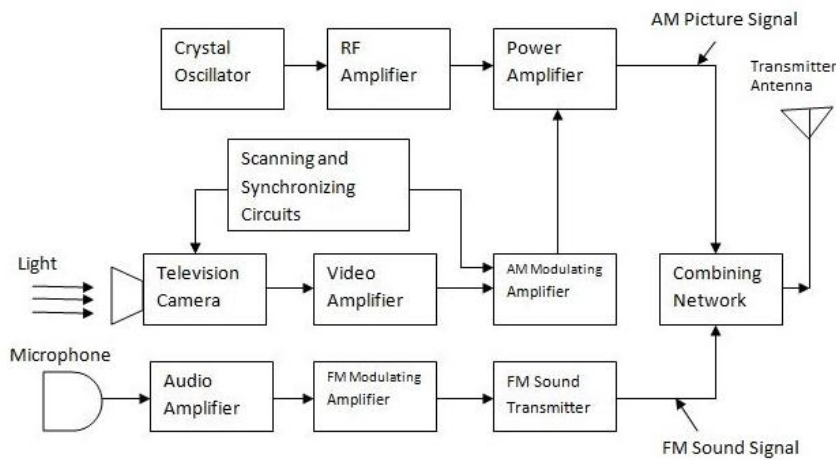 AM Picture Signal
Crystal
Oscillator
RF
Amplifier
Power
Amplifier
Transmitter
Antenna
Scanning and
Synchronizing
Circuits
Light
Television
Camera
Video
Amplifier
AM Modulating
Amplifier
Combining
Network
Microphone
Audio
Amplifier
FM Modulating
Amplifier
FM Sound
Transmitter
FM Sound Signal